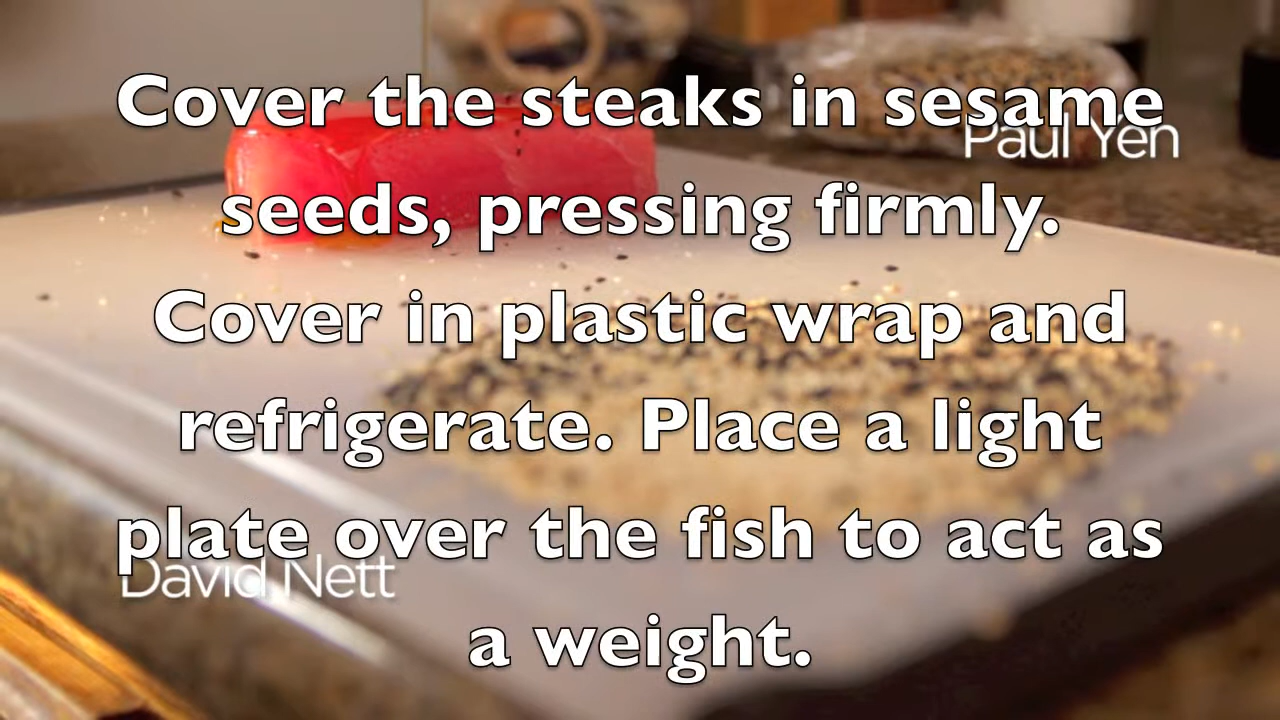 Cover the steaks in sesame
Paul Yen
seeds, pressing firmly.
Cover in plastic wrap and
refrigerate. Place a light
plate over the fish to act as
David Nett
a weight.